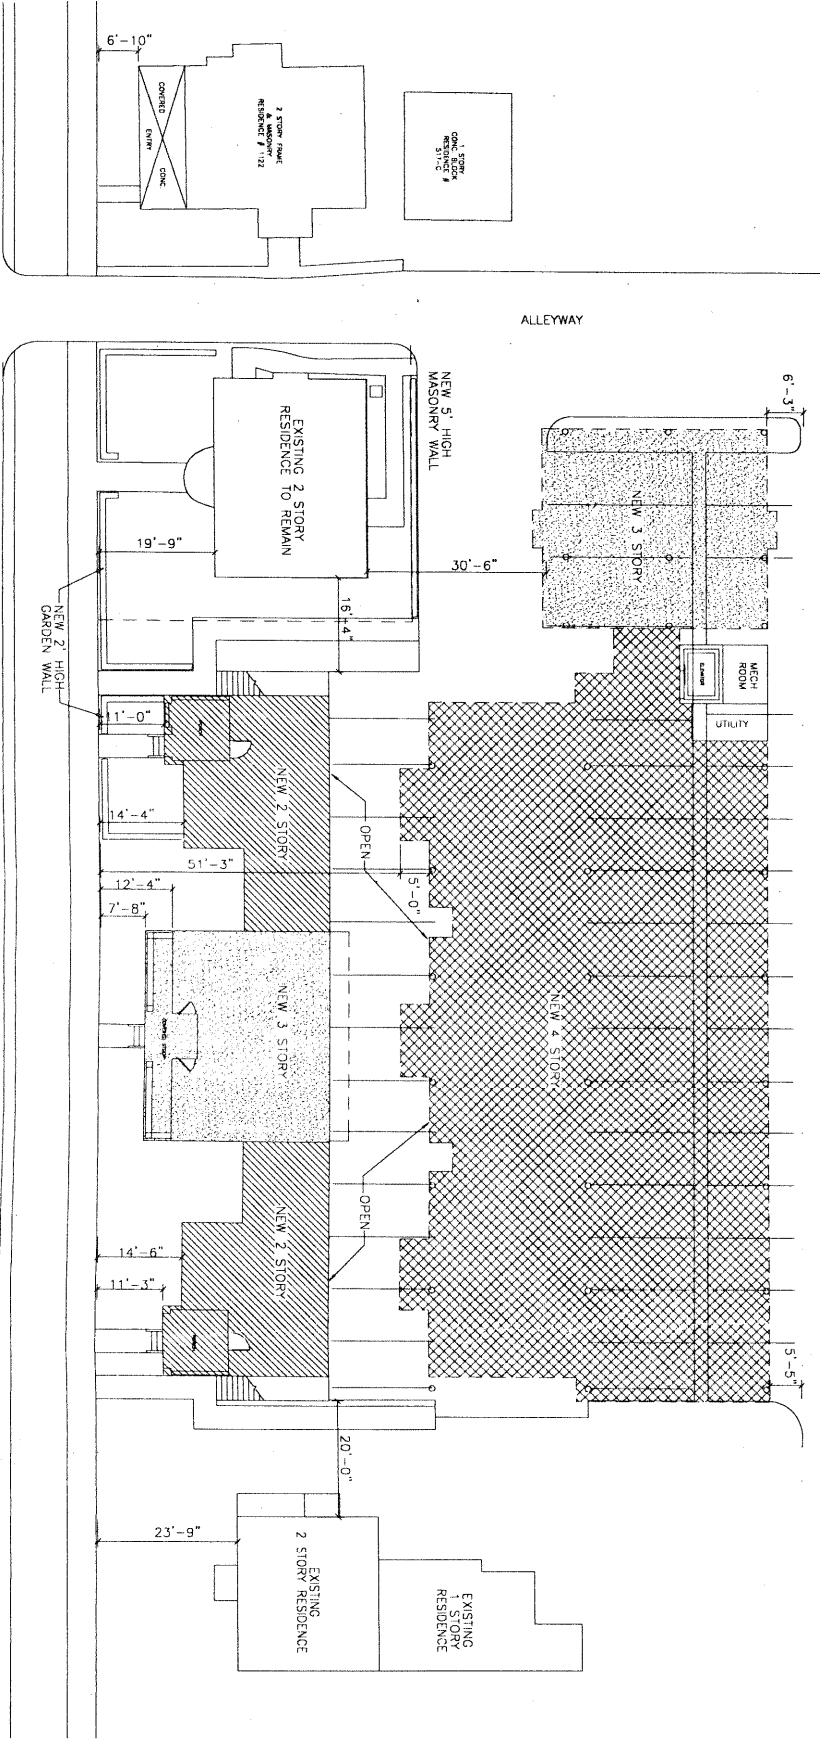 6'-10"
COVERED
ENTRY
CONC.
2 STORY FRAME
& MASONRY
RESIDENCE # 1122
1 STORY
CONC BLOCK
RESIDENCE #
517-C
ALLEYWAY
6'-3"
NEW 5' HIGH
MASONRY WALL
EXISTING 2 STORY
RESIDENCE TO REMAIN
NEW 3 STORY
19'-9"
30'-6"
16'-4"
NEW 2' HIGH
GARDEN WALL
MECH
ROOM
ELEVATOR
UTILITY
11'-0"
NEW 2 STORY
OPEN
14'-4"
51'-3"
5'-0"
12'-4"
7'-8"
NEW 3 STORY
NEW 4 STORY
OPEN
NEW 2 STORY
14'-6"
11'-3"
5'-5"
20'-0"
23'-9"
EXISTING
2 STORY RESIDENCE
EXISTING
1 STORY
RESIDENCE